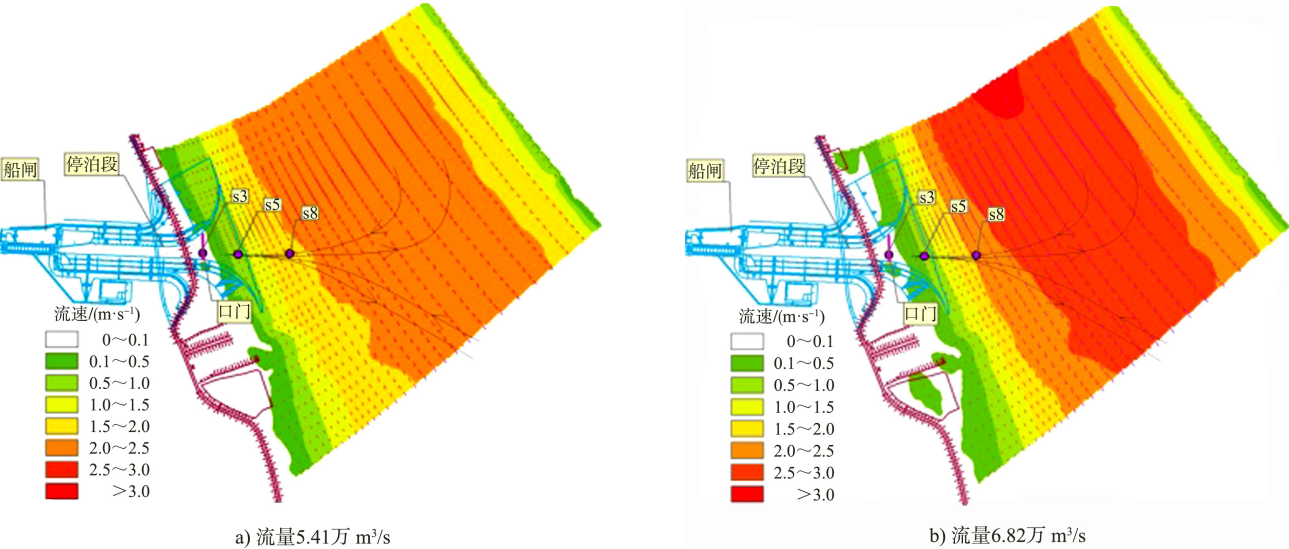 船闸
停泊段
s3
s5
s8
口门
流速/(m·s⁻¹)
0～0.1
0.1～0.5
0.5～1.0
1.0～1.5
1.5～2.0
2.0～2.5
2.5～3.0
＞3.0
a) 流量5.41万 m³/s
船闸
停泊段
s3
s5
s8
口门
流速/(m·s⁻¹)
0～0.1
0.1～0.5
0.5～1.0
1.0～1.5
1.5～2.0
2.0～2.5
2.5～3.0
＞3.0
b) 流量6.82万 m³/s